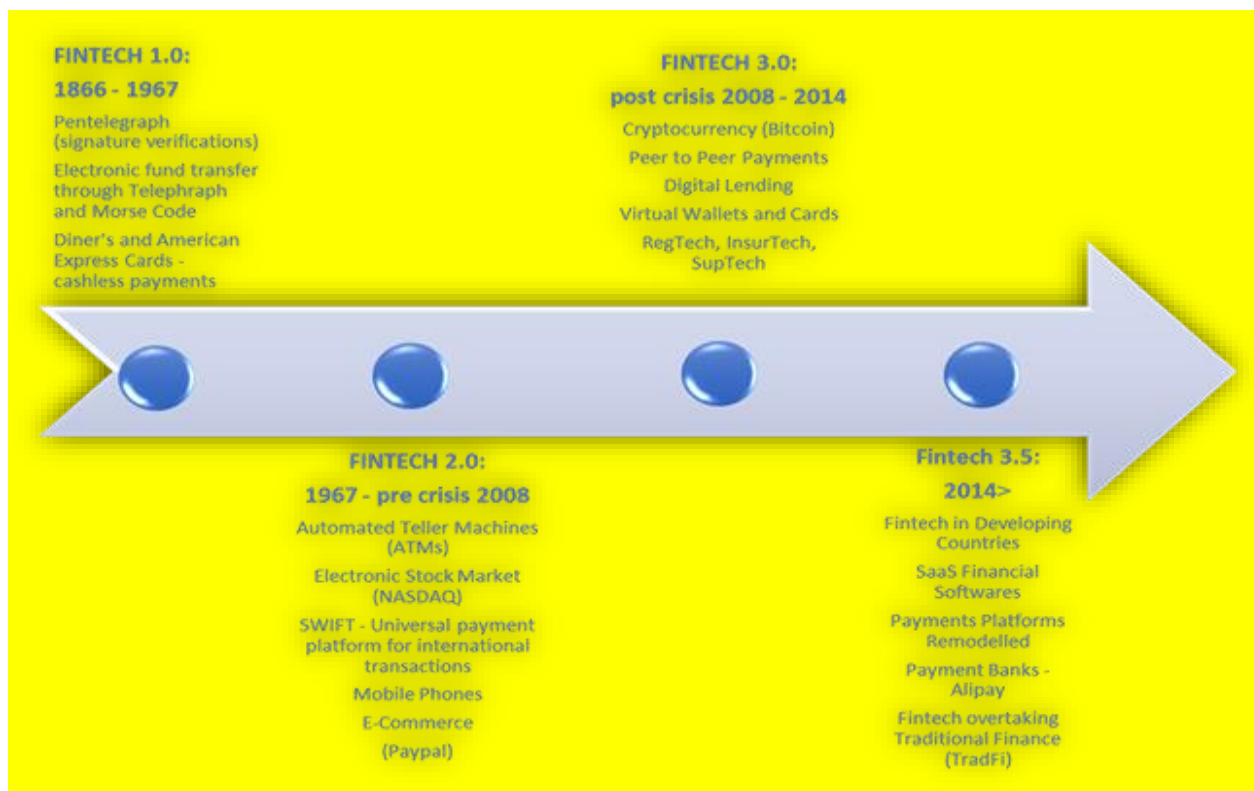 FINTECH 1.0:
1866 - 1967
Pentelegraph
(signature verifications)
Electronic fund transfer
through Telephraph
and Morse Code
Diner's and American
Express Cards -
cashless payments
FINTECH 2.0:
1967 - pre crisis 2008
Automated Teller Machines
(ATMs)
Electronic Stock Market
(NASDAQ)
SWIFT - Universal payment
platform for international
transactions
Mobile Phones
E-Commerce
(Paypal)
FINTECH 3.0:
post crisis 2008 - 2014
Cryptocurrency (Bitcoin)
Peer to Peer Payments
Digital Lending
Virtual Wallets and Cards
RegTech, InsurTech,
SupTech
Fintech 3.5:
2014>
Fintech in Developing
Countries
SaaS Financial
Softwares
Payments Platforms
Remodelled
Payment Banks -
Alipay
Fintech overtaking
Traditional Finance
(TradFi)